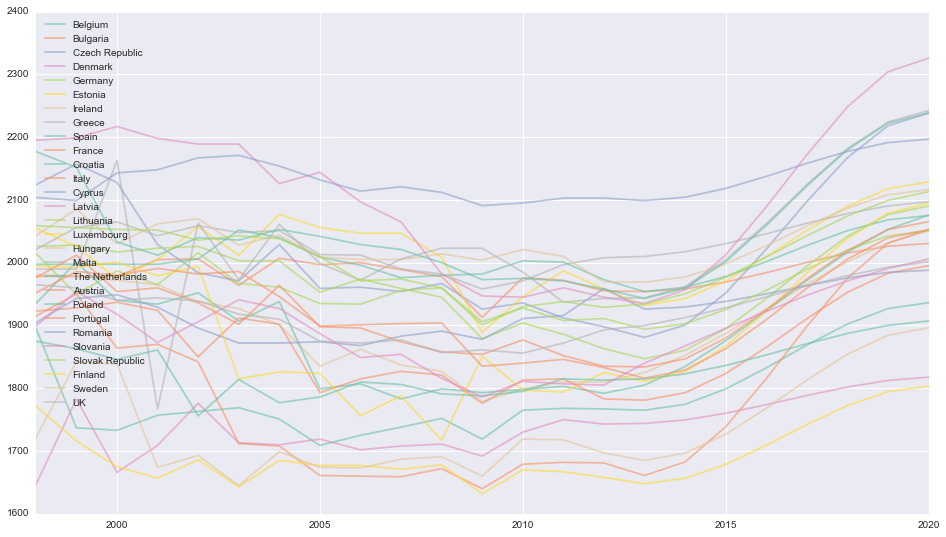 2400
2300
2200
2100
2000
1900
1800
1700
1600
Belgium
Bulgaria
Czech Republic
Denmark
Germany
Estonia
Ireland
Greece
Spain
France
Croatia
Italy
Cyprus
Latvia
Lithuania
Luxembourg
Hungary
Malta
The Netherlands
Austria
Poland
Portugal
Romania
Slovenia
Slovak Republic
Finland
Sweden
UK
2000
2005
2010
2015
2020